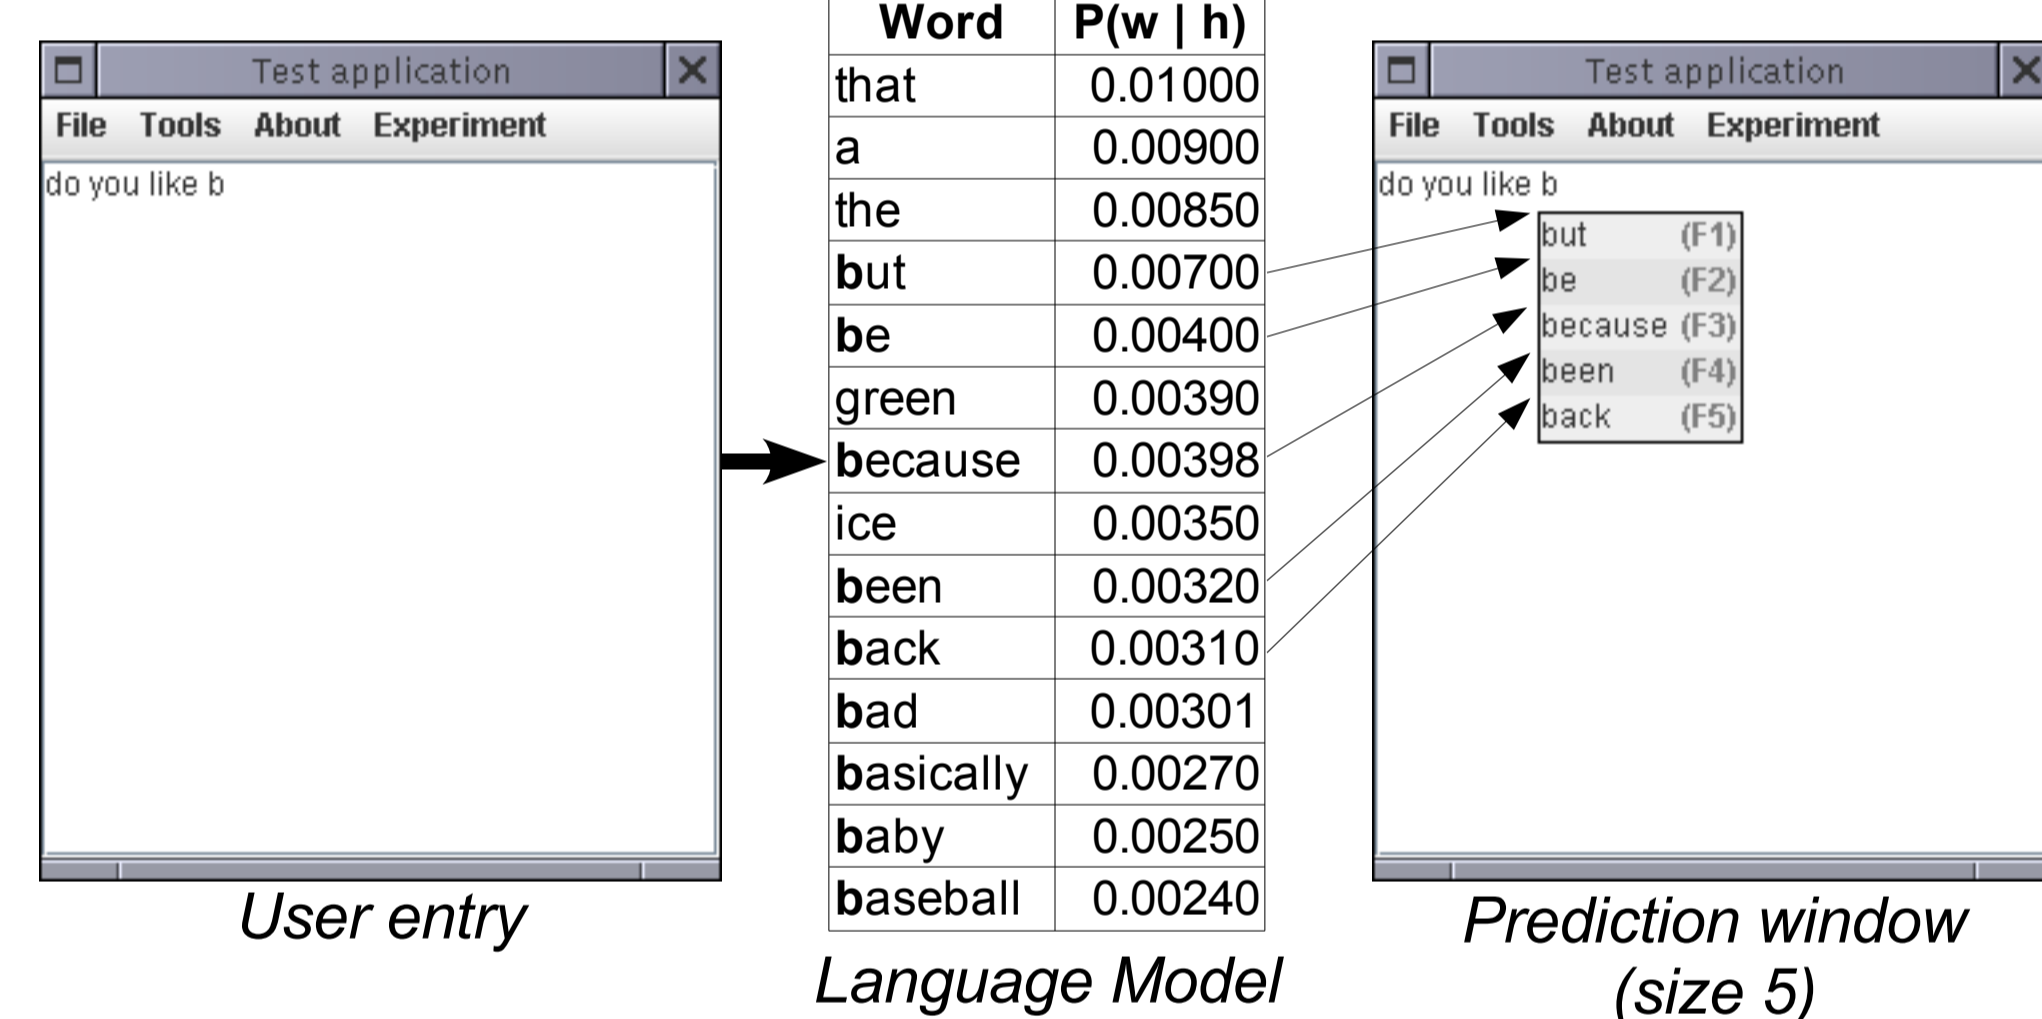 Test application
File Tools About Experiment
do you like b
User entry
Word P(w | h)
that 0.01000
a 0.00900
the 0.00850
but 0.00700
be 0.00400
green 0.00390
because 0.00398
ice 0.00350
been 0.00320
back 0.00310
bad 0.00301
basically 0.00270
baby 0.00250
baseball 0.00240
Language Model
Test application
File Tools About Experiment
do you like b
but (F1)
be (F2)
because (F3)
been (F4)
back (F5)
Prediction window
(size 5)